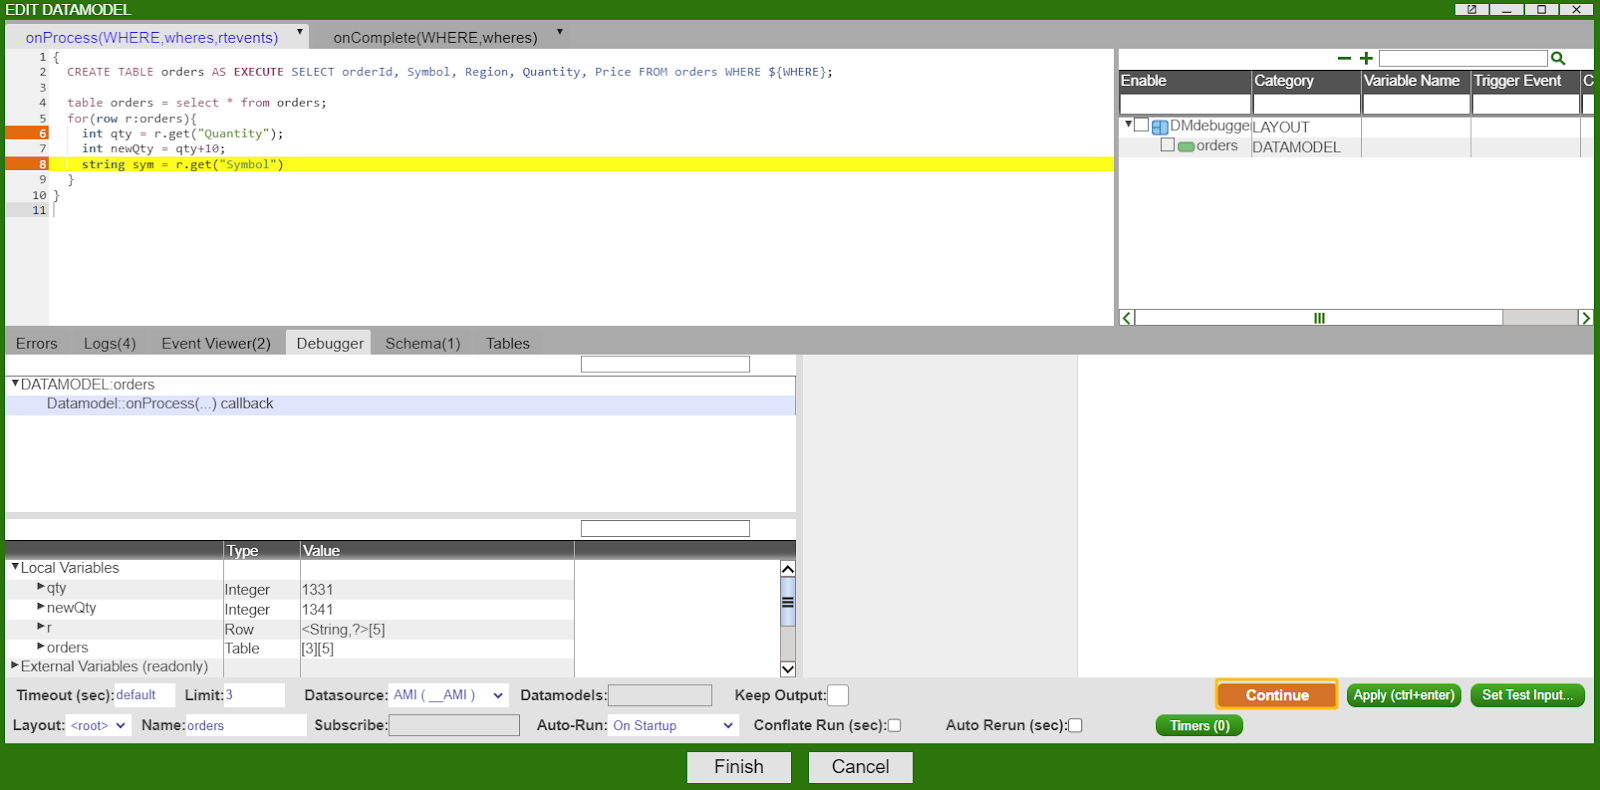 EDIT DATAMODEL
onProcess(WHERE,wheres,rtevents) onComplete(WHERE,wheres)
1 {
2 CREATE TABLE orders AS EXECUTE SELECT orderId, Symbol, Region, Quantity, Price FROM orders WHERE ${WHERE};
3
4 table orders = select * from orders;
5 for(row r:orders){
6 int qty = r.get("Quantity");
7 int newQty = qty+10;
8 string sym = r.get("Symbol")
9 }
10 }
11
Enable Category Variable Name Trigger Event C
DMdebugge LAYOUT
orders DATAMODEL
Errors Logs(4) Event Viewer(2) Debugger Schema(1) Tables
DATAMODEL:orders
Datamodel::onProcess(...) callback
Type Value
Local Variables
qty Integer 1331
newQty Integer 1341
r Row <String,?>[5]
orders Table [3][5]
External Variables (readonly)
Timeout (sec): default Limit: 3 Datasource: AMI ( __AMI ) Datamodels: Keep Output: Continue Apply (ctrl+enter) Set Test Input...
Layout: <root> Name: orders Subscribe: Auto-Run: On Startup Conflate Run (sec): Auto Rerun (sec): Timers (0)
Finish Cancel